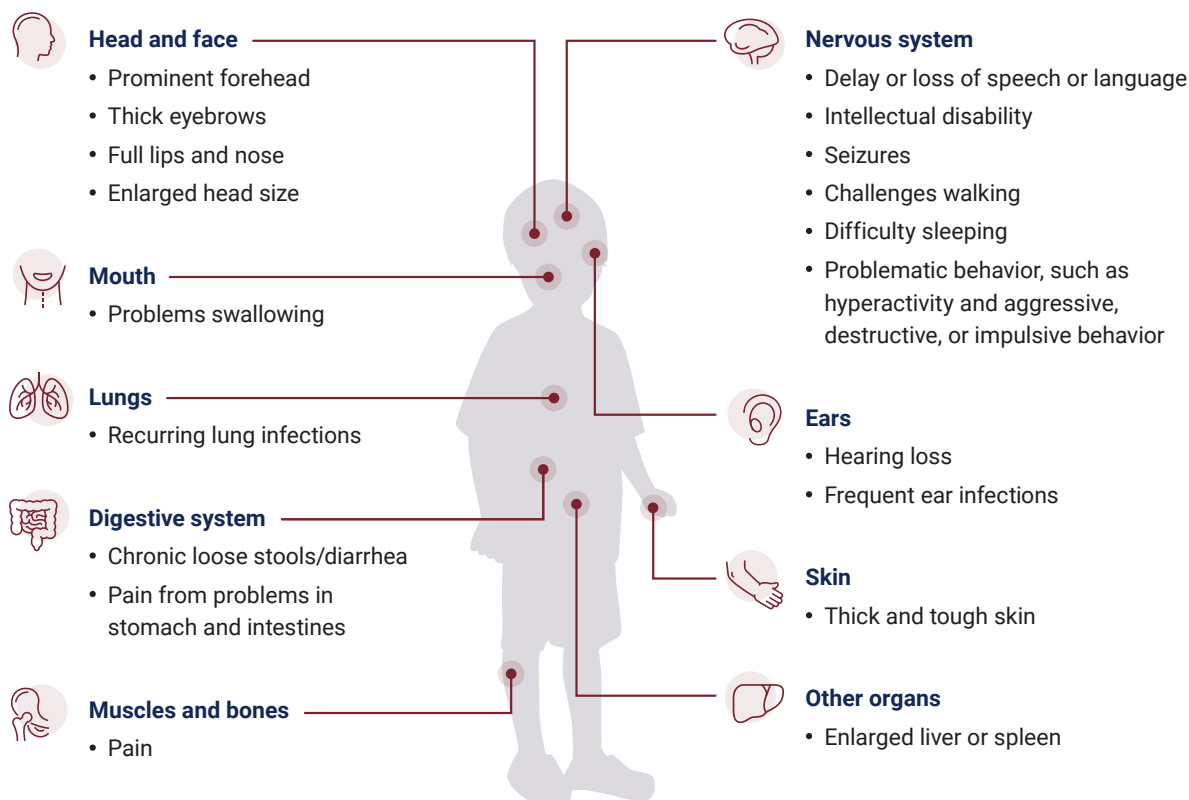 Head and face
• Prominent forehead
• Thick eyebrows
• Full lips and nose
• Enlarged head size
Mouth
• Problems swallowing
Lungs
• Recurring lung infections
Digestive system
• Chronic loose stools/diarrhea
• Pain from problems in
stomach and intestines
Muscles and bones
• Pain
Nervous system
• Delay or loss of speech or language
• Intellectual disability
• Seizures
• Challenges walking
• Difficulty sleeping
• Problematic behavior, such as
hyperactivity and aggressive,
destructive, or impulsive behavior
Ears
• Hearing loss
• Frequent ear infections
Skin
• Thick and tough skin
Other organs
• Enlarged liver or spleen